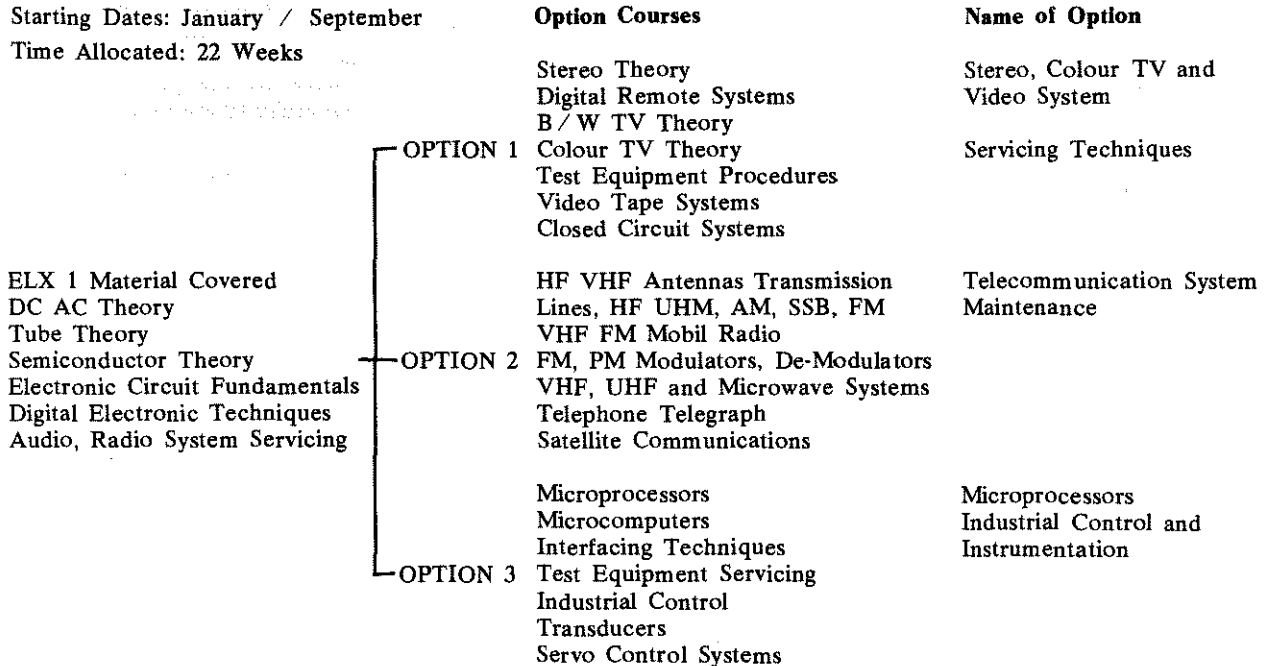 Starting Dates: January / September
Time Allocated: 22 Weeks
ELX 1 Material Covered
DC AC Theory
Tube Theory
Semiconductor Theory
Electronic Circuit Fundamentals
Digital Electronic Techniques
Audio, Radio System Servicing
Option Courses
Name of Option
OPTION 1
Stereo Theory
Digital Remote Systems
B / W TV Theory
Colour TV Theory
Test Equipment Procedures
Video Tape Systems
Closed Circuit Systems
Stereo, Colour TV and
Video System
Servicing Techniques
OPTION 2
HF VHF Antennas Transmission
Lines, HF UHM, AM, SSB, FM
VHF FM Mobil Radio
FM, PM Modulators, De-Modulators
VHF, UHF and Microwave Systems
Telephone Telegraph
Satellite Communications
Telecommunication System
Maintenance
OPTION 3
Microprocessors
Microcomputers
Interfacing Techniques
Test Equipment Servicing
Industrial Control
Transducers
Servo Control Systems
Microprocessors
Industrial Control and
Instrumentation